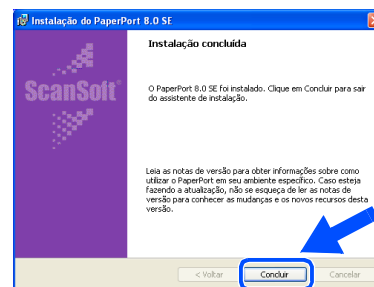 Instalação do PaperPort 8.0 SE
Instalação concluída
ScanSoft®
O PaperPort 8.0 SE foi instalado. Clique em Concluir para sair
do assistente de instalação.
Leia as notas de versão para obter informações sobre como
utilizar o PaperPort em seu ambiente específico. Caso esteja
fazendo a atualização, não se esqueça de ler as notas de
versão para conhecer as mudanças e os novos recursos desta
versão.
< Voltar Concluir Cancelar